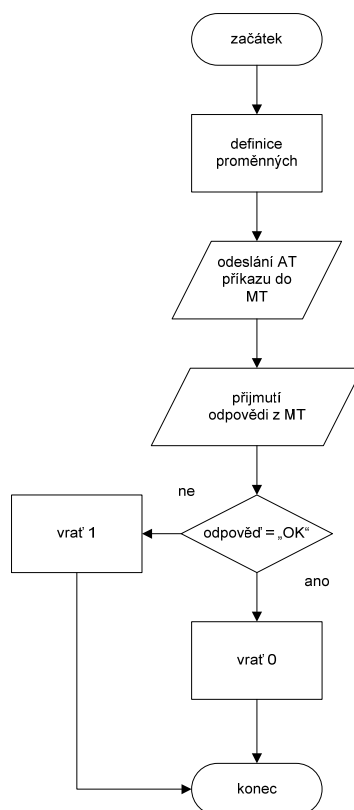 začátek
definice
proměnných
odeslání AT
příkazu do
MT
přijmutí
odpovědi z MT
ne
odpověď = „OK“
vrať 1
ano
vrať 0
konec